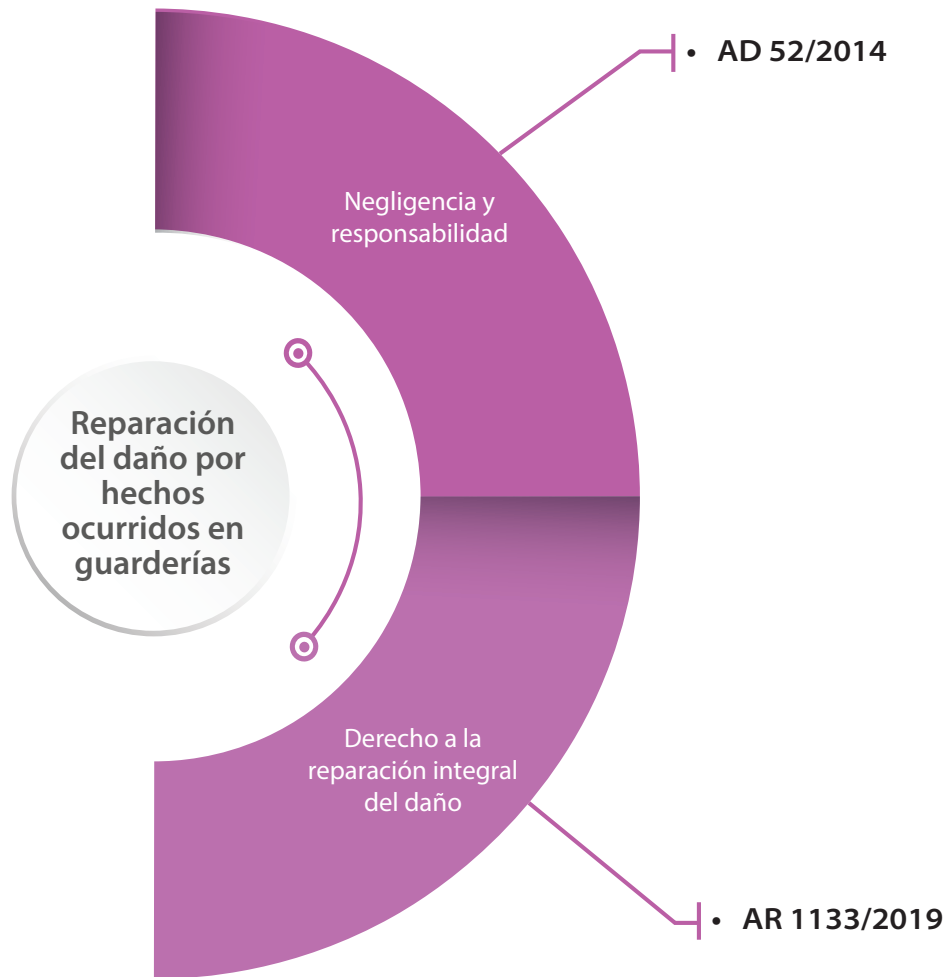 • AD 52/2014
Negligencia y
responsabilidad
Reparación
del daño por
hechos
ocurridos en
guarderías
Derecho a la
reparación integral
del daño
• AR 1133/2019